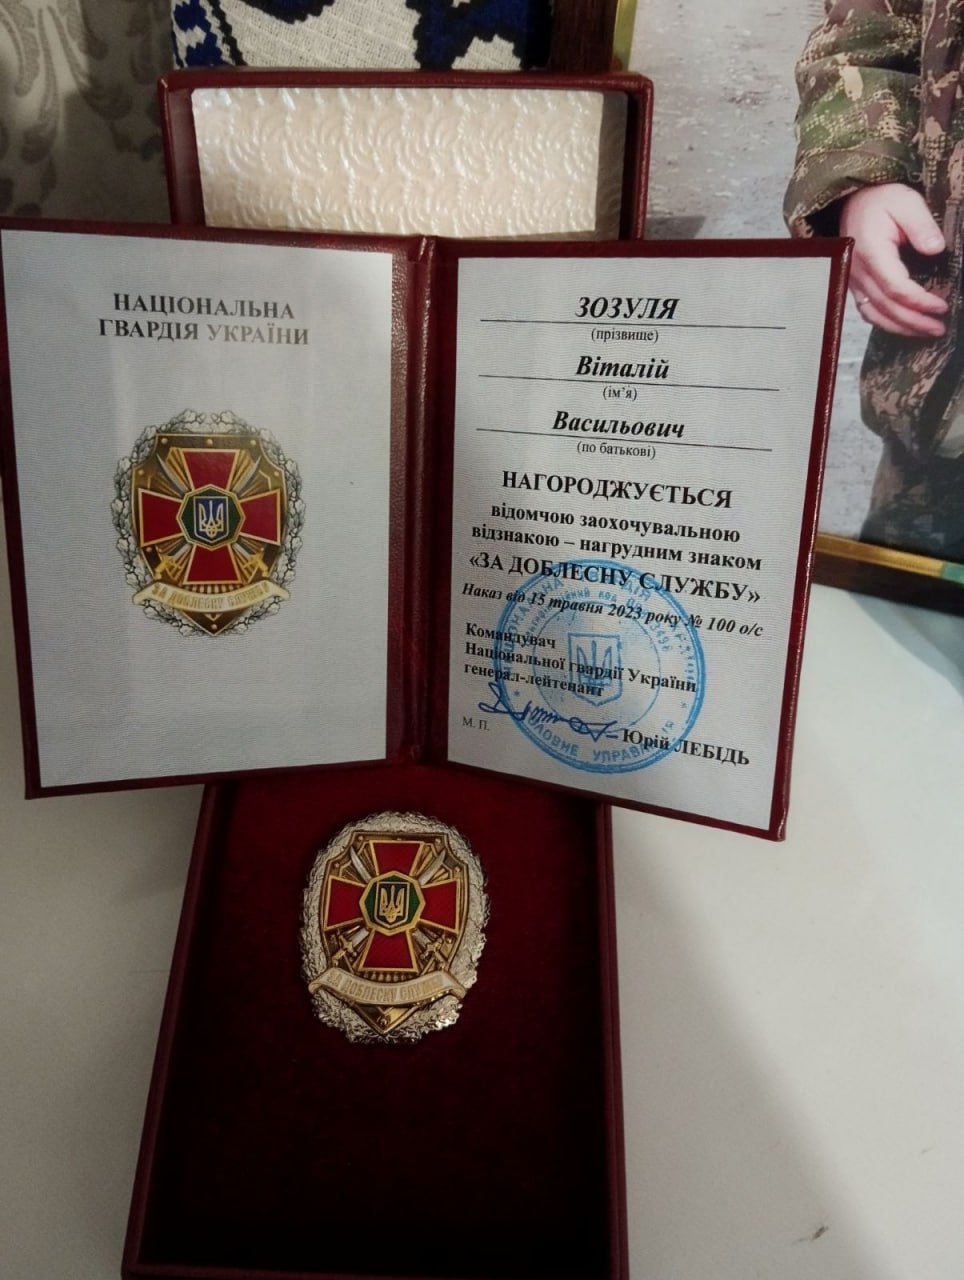 НАЦІОНАЛЬНА
ГВАРДІЯ УКРАЇНИ
ЗА ДОБЛЕСНУ СЛУЖБУ
ЗОЗУЛЯ
(прізвище)
Віталій
(ім'я)
Васильович
(по батькові)
НАГОРОДЖУЄТЬСЯ
відомчою заохочувальною
відзнакою – нагрудним знаком
«ЗА ДОБЛЕСНУ СЛУЖБУ»
Наказ від 15 травня 2023 року № 100 о/с
Командувач
Національної гвардії України
генерал-лейтенант
М. П.
Юрій ЛЕБІДЬ
ЗА ДОБЛЕСНУ СЛУЖБУ